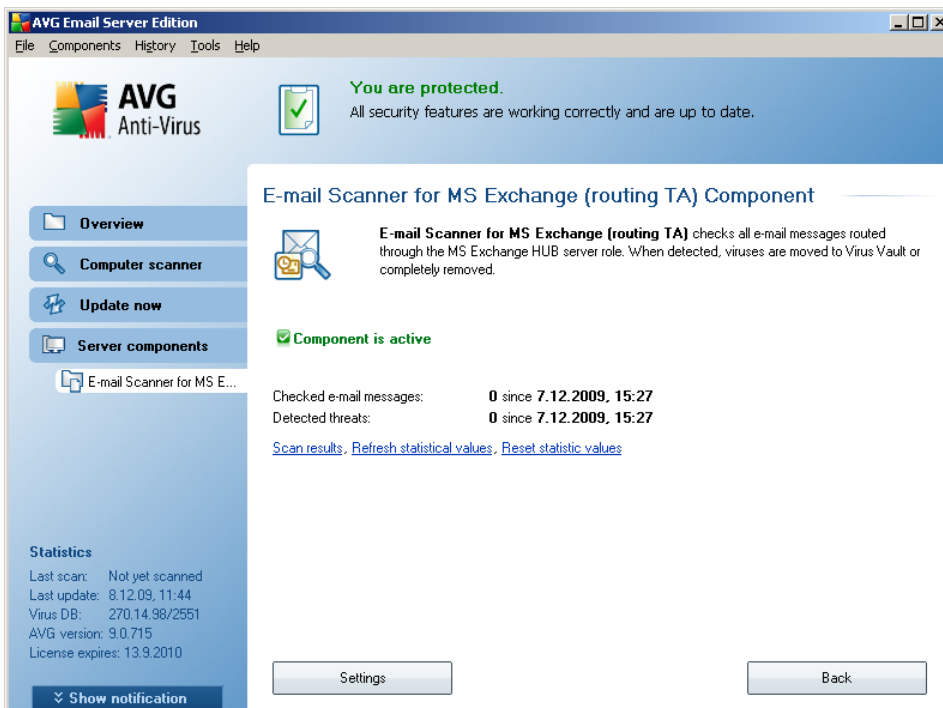 AVG Email Server Edition
File Components History Tools Help
AVG
Anti-Virus
You are protected.
All security features are working correctly and are up to date.
Overview
Computer scanner
Update now
Server components
E-mail Scanner for MS E...
E-mail Scanner for MS Exchange (routing TA) Component
E-mail Scanner for MS Exchange (routing TA) checks all e-mail messages routed
through the MS Exchange HUB server role. When detected, viruses are moved to Virus Vault or
completely removed.
Component is active
Checked e-mail messages: 0 since 7.12.2009, 15:27
Detected threats: 0 since 7.12.2009, 15:27
Scan results, Refresh statistical values, Reset statistic values
Statistics
Last scan: Not yet scanned
Last update: 8.12.09, 11:44
Virus DB: 270.14.98/2551
AVG version: 9.0.715
License expires: 13.9.2010
Show notification
Settings
Back